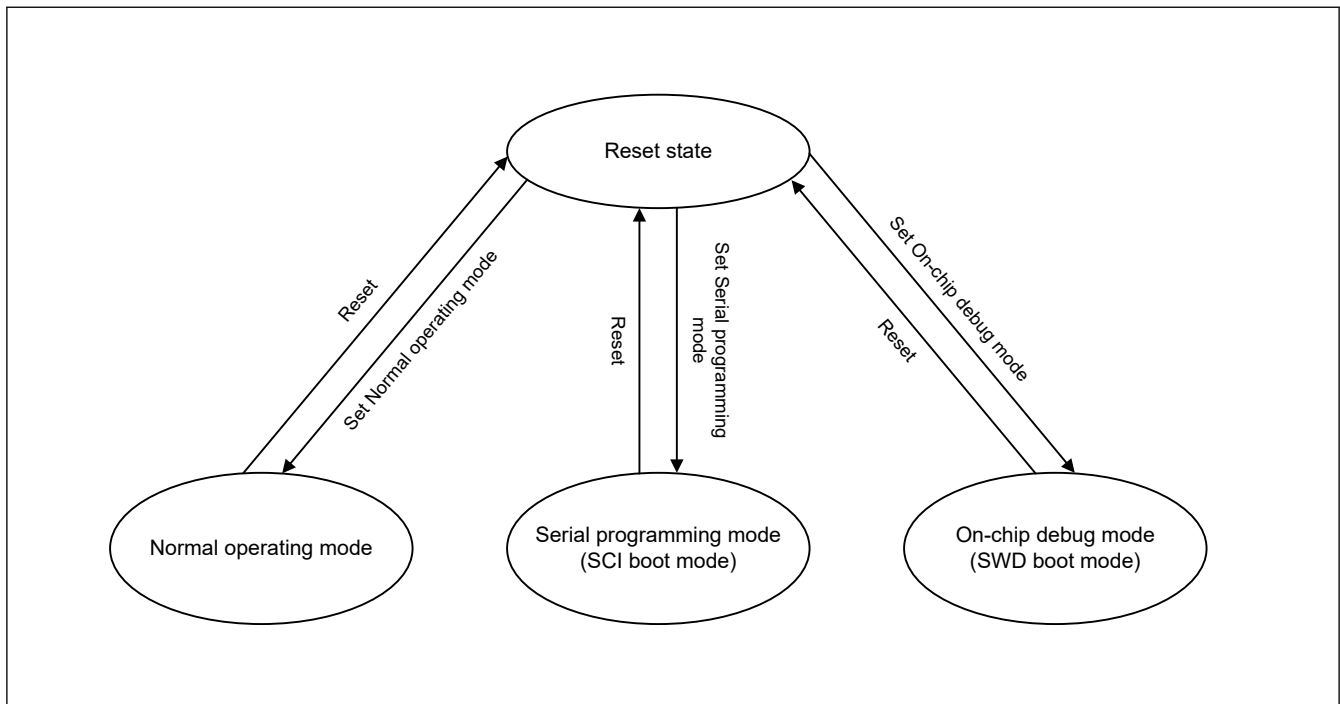 Reset state
Reset
Set Normal operating mode
Reset
Set Serial programming
mode
Set On-chip debug mode
Reset
Normal operating mode
Serial programming mode
(SCI boot mode)
On-chip debug mode
(SWD boot mode)